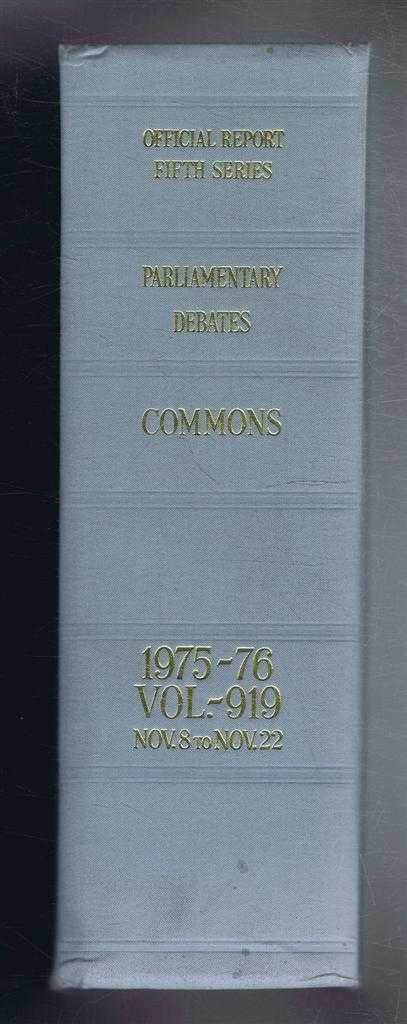 OFFICIAL REPORT
FIFTH SERIES
PARLIAMENTARY
DEBATES
COMMONS
1975-76
VOL.-919
NOV. 8 TO NOV. 22